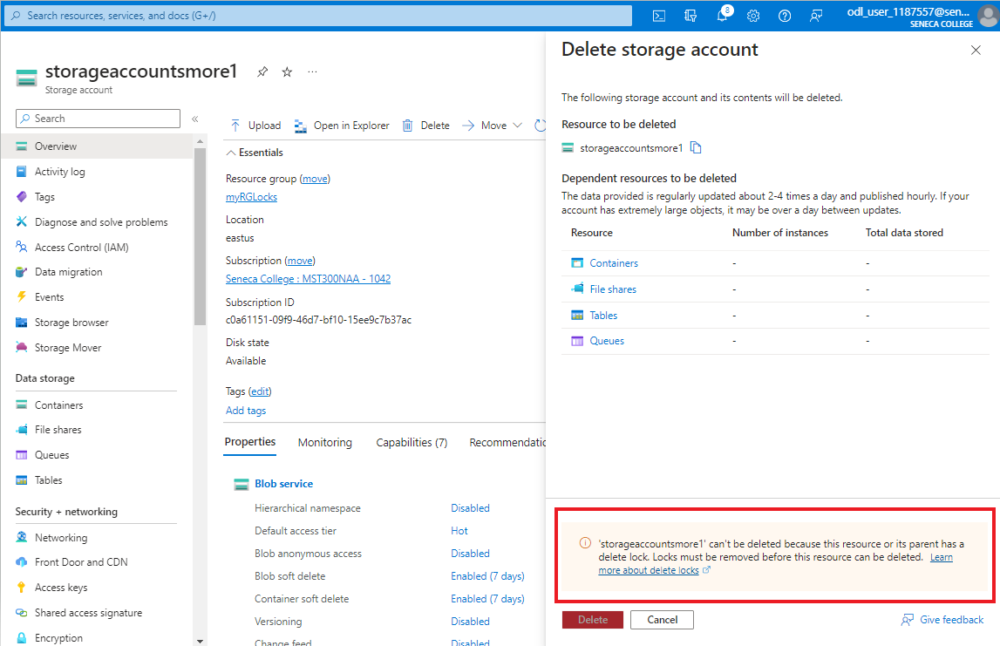 Search resources, services, and docs (G+/)
8
odl_user_1187557@sen...
SENECA COLLEGE
storageaccountsmore1
...
Storage account
Search
«
Overview
Activity log
Tags
Diagnose and solve problems
Access Control (IAM)
Data migration
Events
Storage browser
Storage Mover
Data storage
Containers
File shares
Queues
Tables
Security + networking
Networking
Front Door and CDN
Access keys
Shared access signature
Encryption
Upload
Open in Explorer
Delete
Move
Essentials
Resource group (move)
myRGLocks
Location
eastus
Subscription (move)
Seneca College : MST300NAA - 1042
Subscription ID
c0a61151-09f9-46d7-bf10-15ee9c7b37ac
Disk state
Available
Tags (edit)
Add tags
Properties Monitoring Capabilities (7) Recommendatio
Blob service
Hierarchical namespace Disabled
Default access tier Hot
Blob anonymous access Disabled
Blob soft delete Enabled (7 days)
Container soft delete Enabled (7 days)
Versioning Disabled
Change feed Disabled
Delete storage account
The following storage account and its contents will be deleted.
Resource to be deleted
storageaccountsmore1
Dependent resources to be deleted
The data provided is regularly updated about 2-4 times a day and published hourly. If your
account has extremely large objects, it may be over a day between updates.
Resource Number of instances Total data stored
Containers - -
File shares - -
Tables - -
Queues - -
'storageaccountsmore1' can't be deleted because this resource or its parent has a
delete lock. Locks must be removed before this resource can be deleted. Learn
more about delete locks
Delete Cancel Give feedback